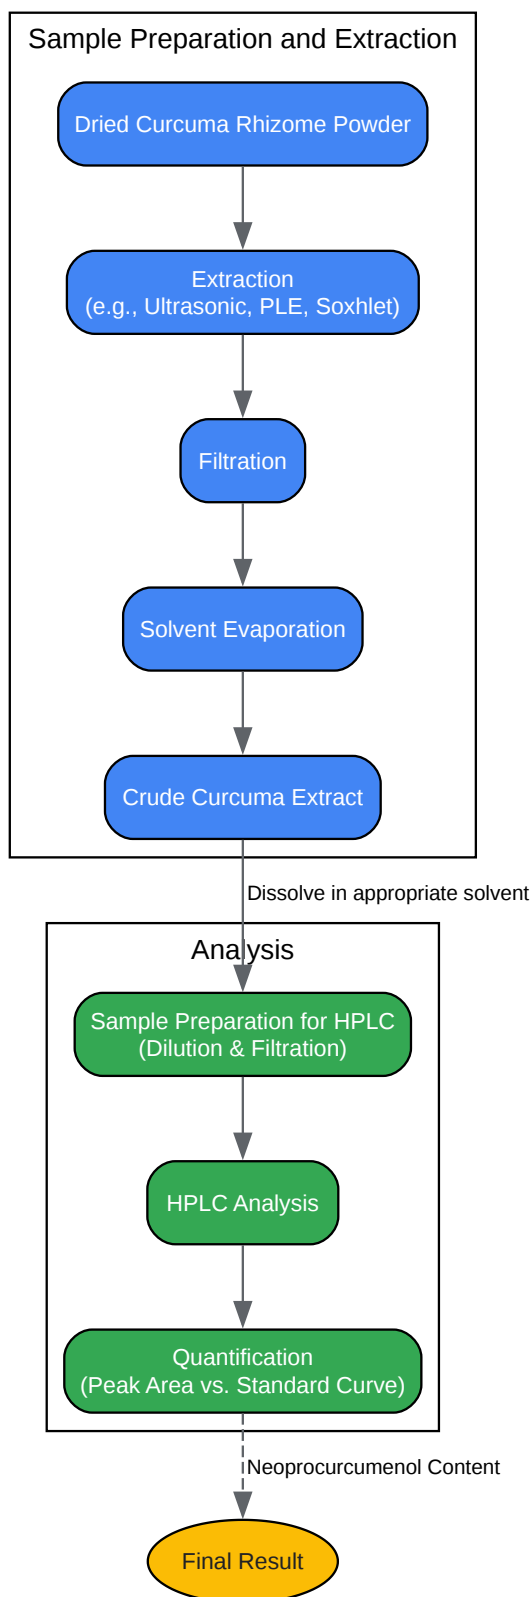 Sample Preparation and Extraction
Dried Curcuma Rhizome Powder
Extraction
(e.g., Ultrasonic, PLE, Soxhlet)
Filtration
Solvent Evaporation
Crude Curcuma Extract
Dissolve in appropriate solvent
Analysis
Sample Preparation for HPLC
(Dilution & Filtration)
HPLC Analysis
Quantification
(Peak Area vs. Standard Curve)
Neoprocurcumenol Content
Final Result